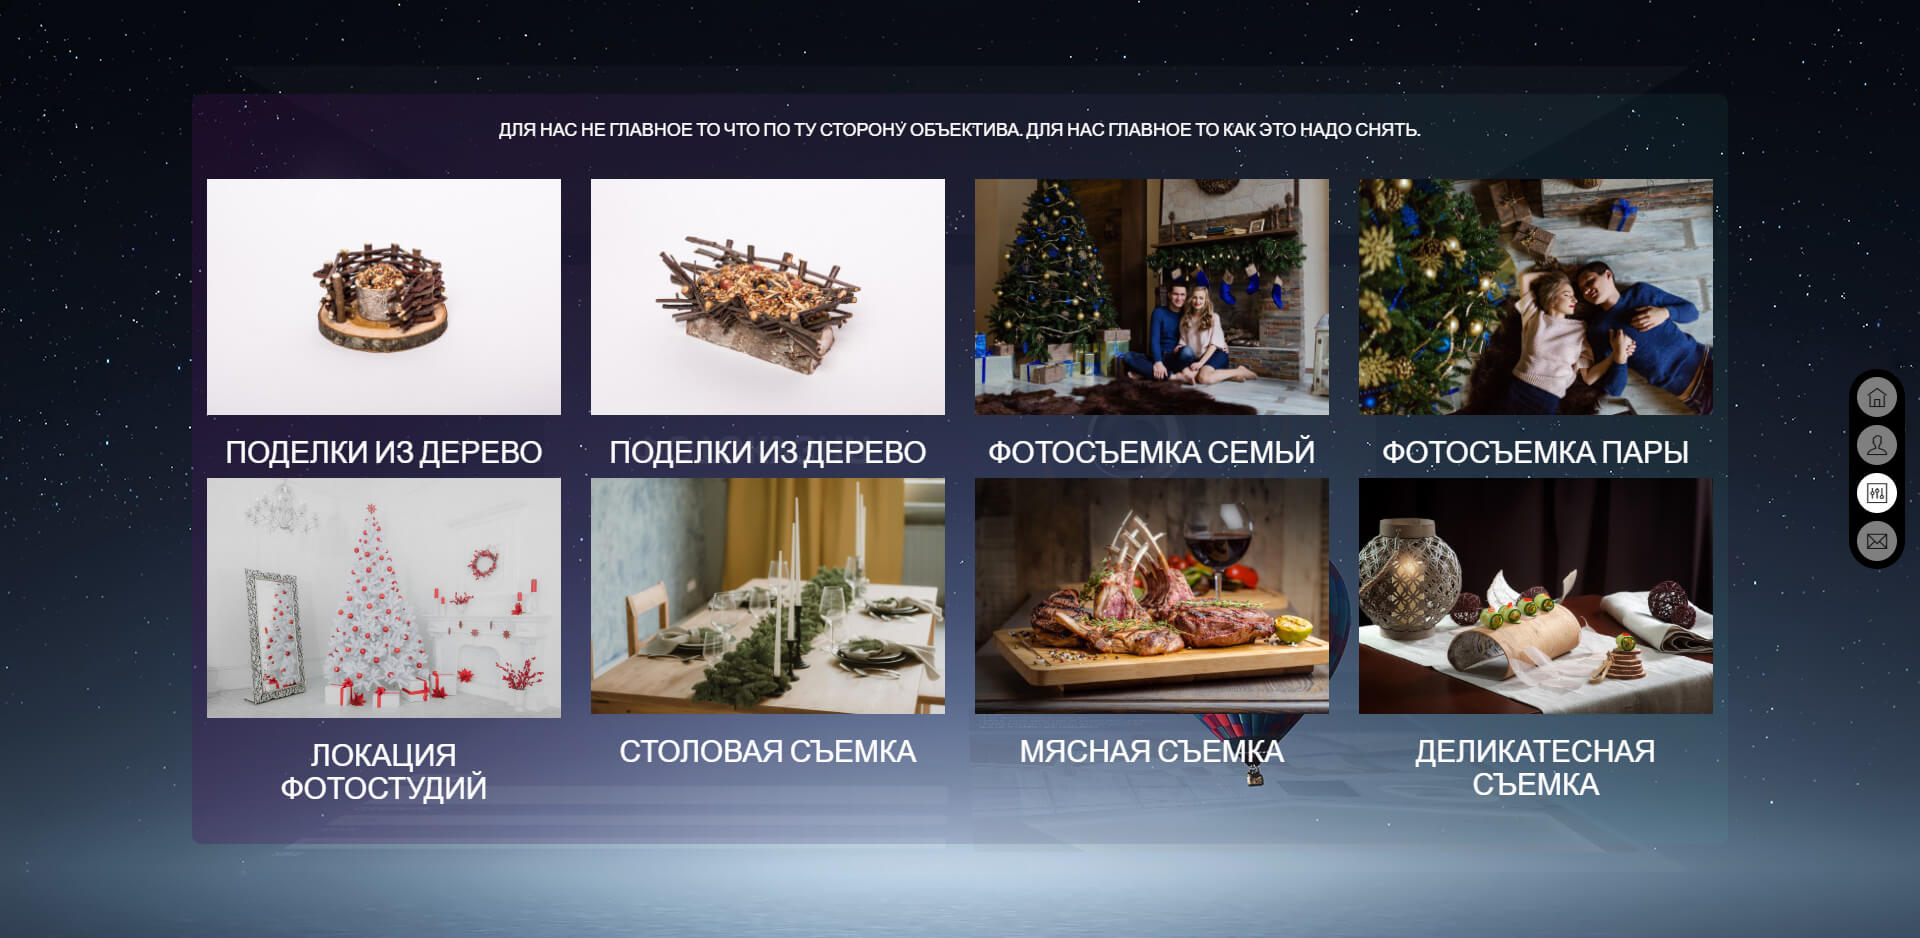 ДЛЯ НАС НЕ ГЛАВНОЕ ТО ЧТО ПО ТУ СТОРОНУ ОБЪЕКТИВА. ДЛЯ НАС ГЛАВНОЕ ТО КАК ЭТО НАДО СНЯТЬ.
ПОДЕЛКИ ИЗ ДЕРЕВО
ПОДЕЛКИ ИЗ ДЕРЕВО
ФОТОСЪЕМКА СЕМЬЙ
ФОТОСЪЕМКА ПАРЫ
ЛОКАЦИЯ
ФОТОСТУДИЙ
СТОЛОВАЯ СЪЕМКА
МЯСНАЯ СЪЕМКА
ДЕЛИКАТЕСНАЯ
СЪЕМКА